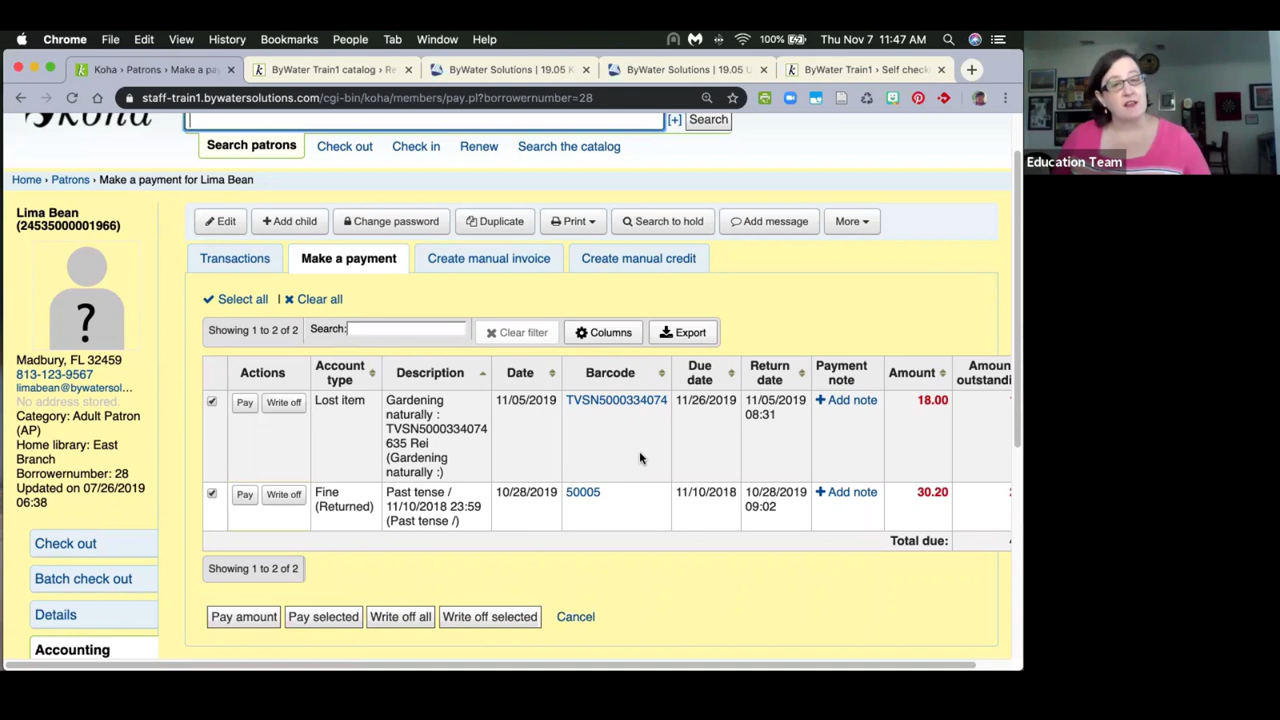 Chrome File Edit View History Bookmarks People Tab Window Help 100% Thu Nov 7 11:47 AM
Koha › Patrons › Make a pa ByWater Train1 catalog › Re ByWater Solutions | 19.05 K ByWater Solutions | 19.05 U ByWater Train1 › Self check
staff-train1.bywatersolutions.com/cgi-bin/koha/members/pay.pl?borrowernumber=28
koha
[+] Search
Search patrons Check out Check in Renew Search the catalog
Education Team
Home › Patrons › Make a payment for Lima Bean
Lima Bean
(24535000001966)
?
Madbury, FL 32459
813-123-9567
limabean@bywatersol...
No address stored.
Category: Adult Patron
(AP)
Home library: East
Branch
Borrowernumber: 28
Updated on 07/26/2019
06:38
Check out
Batch check out
Details
Accounting
Edit + Add child Change password Duplicate Print Search to hold Add message More
Transactions Make a payment Create manual invoice Create manual credit
Select all | Clear all
Showing 1 to 2 of 2 Search: Clear filter Columns Export
Actions Account type Description Date Barcode Due date Return date Payment note Amount Amoun outstandi
Pay Write off Lost item Gardening 11/05/2019 TVSN5000334074 11/26/2019 11/05/2019 + Add note 18.00
naturally : 08:31
TVSN5000334074
635 Rei
(Gardening
naturally :)
Pay Write off Fine Past tense / 10/28/2019 50005 11/10/2018 10/28/2019 + Add note 30.20
(Returned) 11/10/2018 23:59 09:02
(Past tense /)
Total due:
Showing 1 to 2 of 2
Pay amount Pay selected Write off all Write off selected Cancel